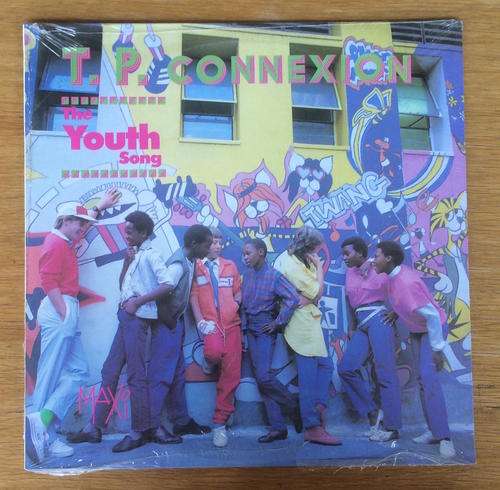 T. P. CONNEXION
The
Youth
Song
TWANG
MAXI